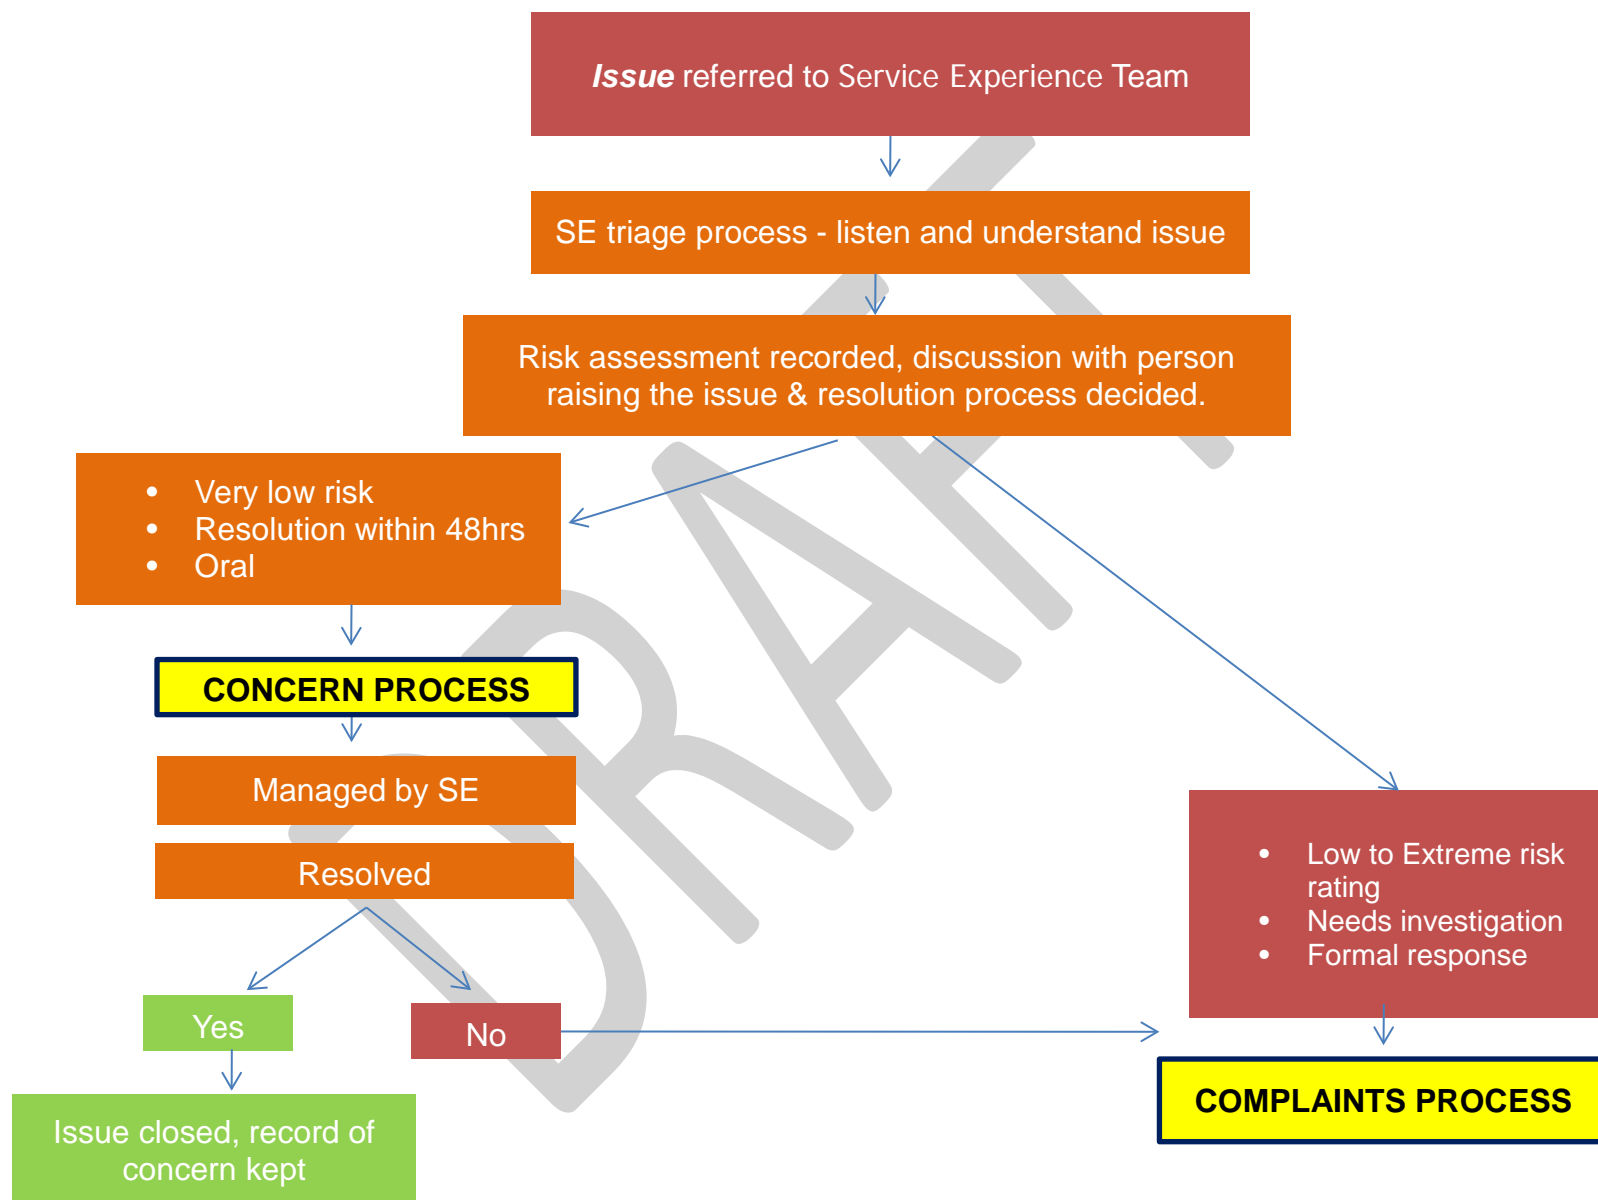 Issue referred to Service Experience Team
SE triage process - listen and understand issue
Risk assessment recorded, discussion with person
raising the issue & resolution process decided.
• Very low risk
• Resolution within 48hrs
• Oral
CONCERN PROCESS
Managed by SE
Resolved
Yes
No
Issue closed, record of
concern kept
• Low to Extreme risk
rating
• Needs investigation
• Formal response
COMPLAINTS PROCESS
DRAFT